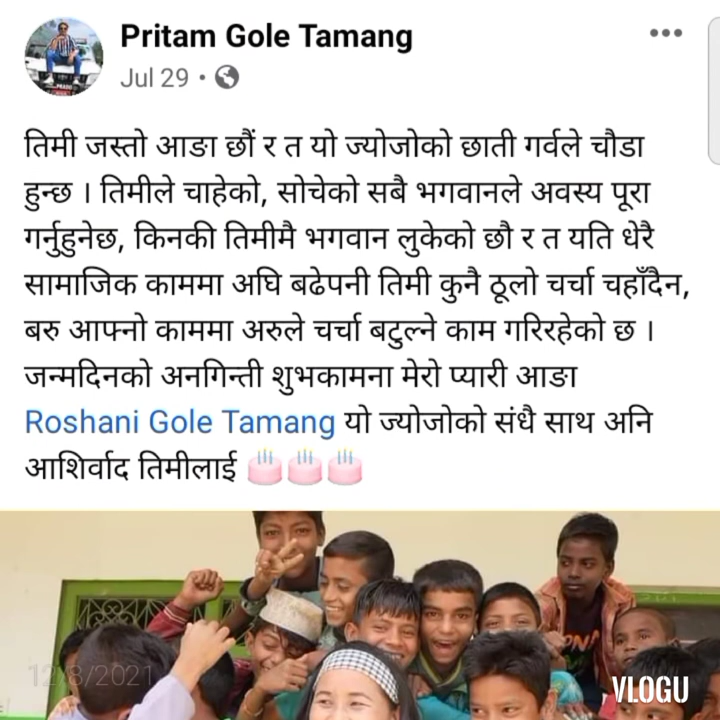 Pritam Gole Tamang
Jul 29
तिमी जस्तो आङा छौं र त यो ज्योजोको छाती गर्वले चौडा
हुन्छ । तिमीले चाहेको, सोचेको सबै भगवानले अवस्य पूरा
गर्नुहुनेछ, किनकी तिमीमै भगवान लुकेको छौ र त यति धेरै
सामाजिक काममा अघि बढेपनी तिमी कुनै ठूलो चर्चा चहाँदैन,
बरु आफ्नो काममा अरुले चर्चा बटुल्ने काम गरिरहेको छ ।
जन्मदिनको अनगिन्ती शुभकामना मेरो प्यारी आङा
Roshani Gole Tamang यो ज्योजोको संधै साथ अनि
आशिर्वाद तिमीलाई
12/8/2021
VLOGU